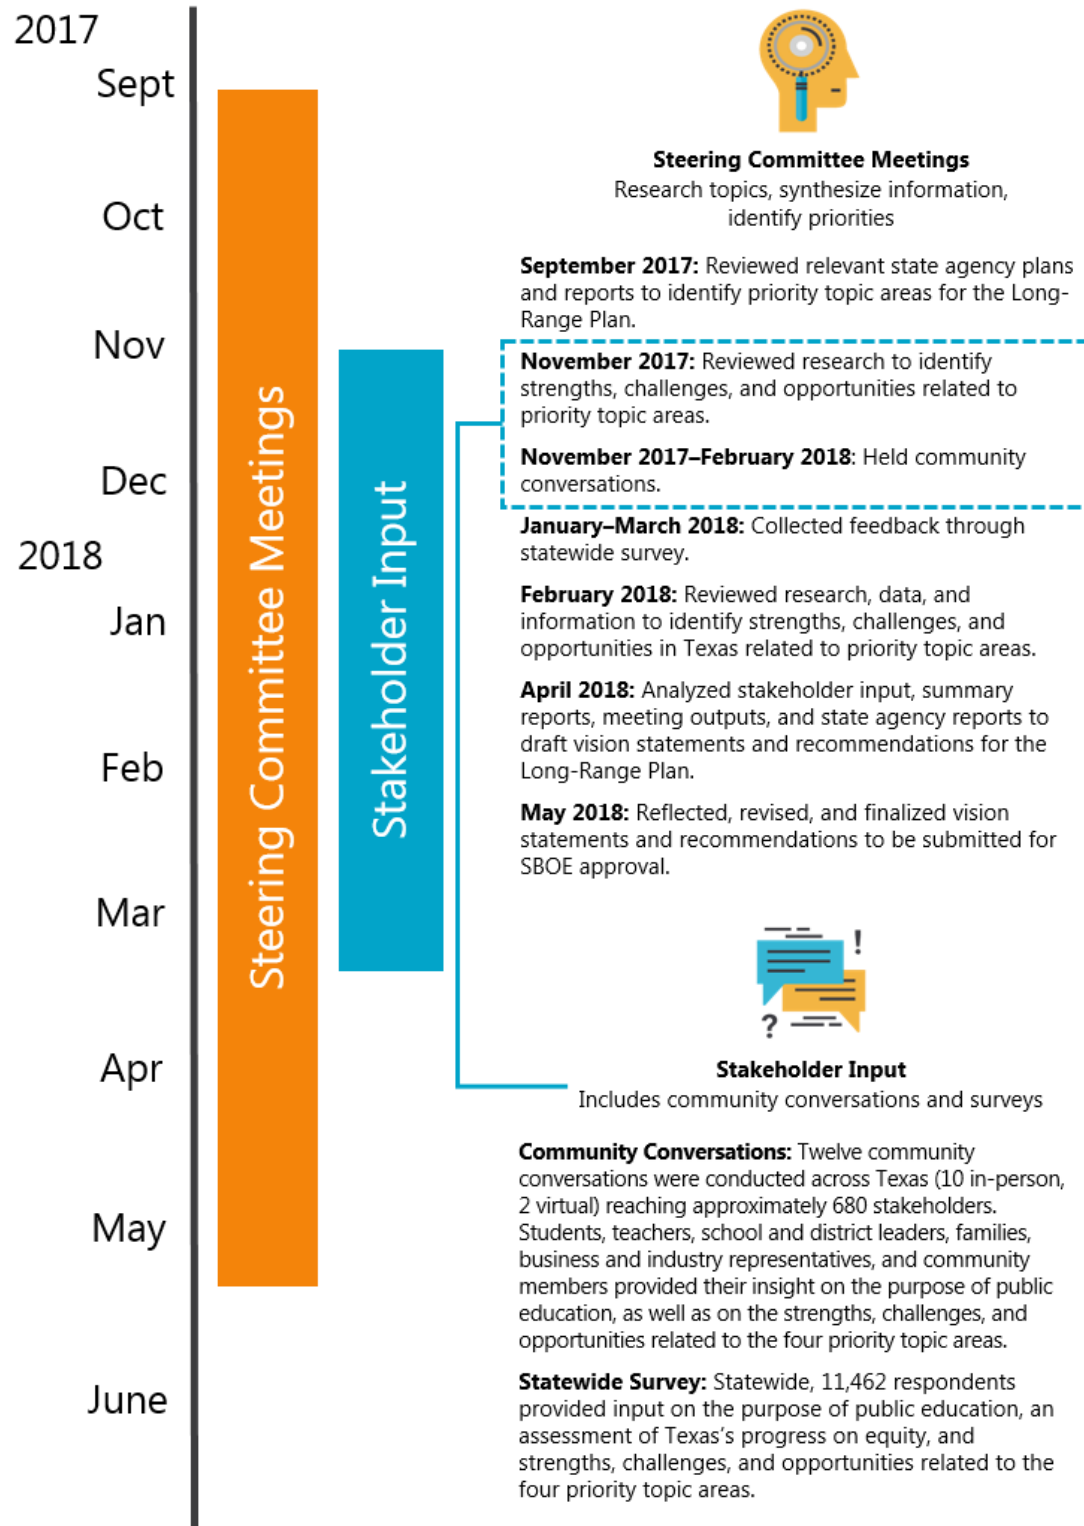 2017
Sept
Oct
Nov
Dec
2018
Jan
Feb
Mar
Apr
May
June
Steering Committee Meetings
Stakeholder Input
Steering Committee Meetings
Research topics, synthesize information,
identify priorities
September 2017: Reviewed relevant state agency plans
and reports to identify priority topic areas for the Long-
Range Plan.
November 2017: Reviewed research to identify
strengths, challenges, and opportunities related to
priority topic areas.
November 2017–February 2018: Held community
conversations.
January–March 2018: Collected feedback through
statewide survey.
February 2018: Reviewed research, data, and
information to identify strengths, challenges, and
opportunities in Texas related to priority topic areas.
April 2018: Analyzed stakeholder input, summary
reports, meeting outputs, and state agency reports to
draft vision statements and recommendations for the
Long-Range Plan.
May 2018: Reflected, revised, and finalized vision
statements and recommendations to be submitted for
SBOE approval.
!
?
Stakeholder Input
Includes community conversations and surveys
Community Conversations: Twelve community
conversations were conducted across Texas (10 in-person,
2 virtual) reaching approximately 680 stakeholders.
Students, teachers, school and district leaders, families,
business and industry representatives, and community
members provided their insight on the purpose of public
education, as well as on the strengths, challenges, and
opportunities related to the four priority topic areas.
Statewide Survey: Statewide, 11,462 respondents
provided input on the purpose of public education, an
assessment of Texas's progress on equity, and
strengths, challenges, and opportunities related to the
four priority topic areas.